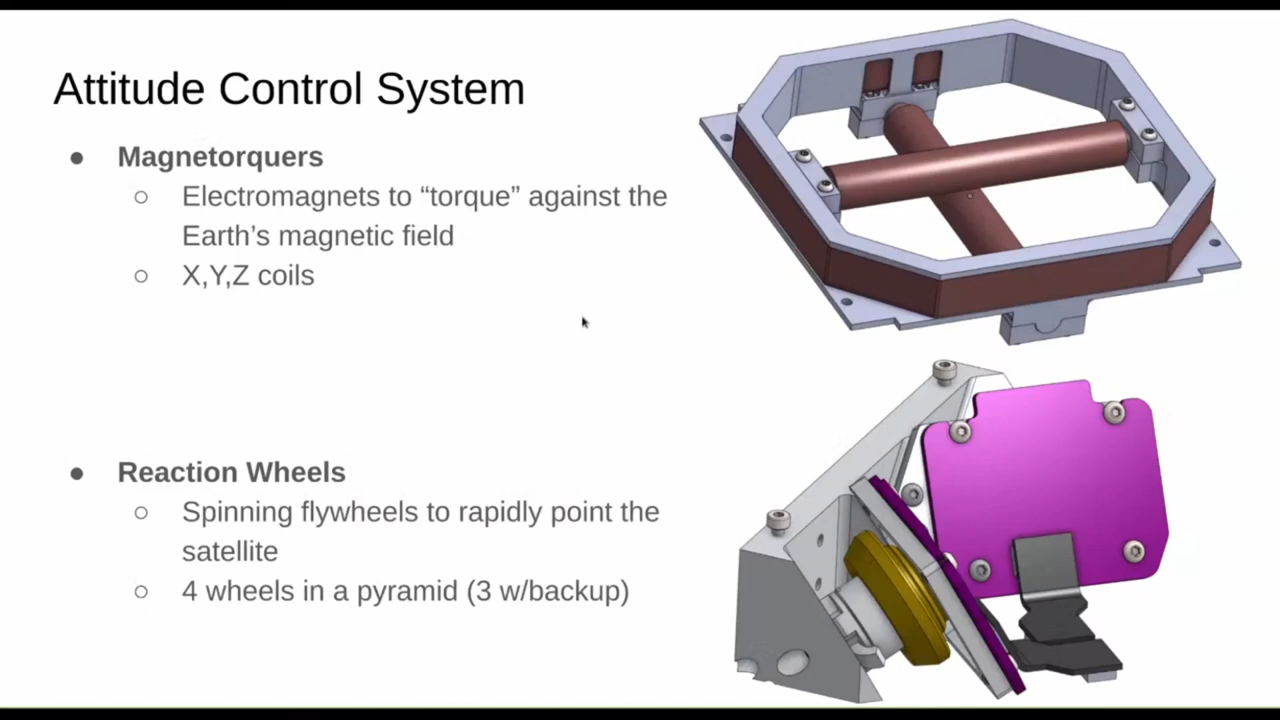 Attitude Control System
● Magnetorquers
○ Electromagnets to “torque” against the
Earth’s magnetic field
○ X,Y,Z coils
● Reaction Wheels
○ Spinning flywheels to rapidly point the
satellite
○ 4 wheels in a pyramid (3 w/backup)